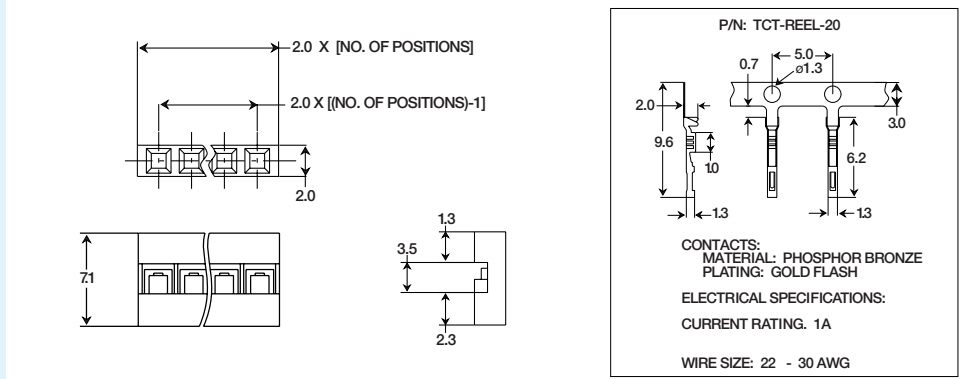 2.0 X [NO. OF POSITIONS]
2.0 X [(NO. OF POSITIONS)-1]
2.0
7.1
1.3
3.5
2.3
P/N: TCT-REEL-20
5.0
0.7
ø1.3
2.0
3.0
9.6
6.2
1.0
1.3
1.3
CONTACTS:
MATERIAL: PHOSPHOR BRONZE
PLATING: GOLD FLASH
ELECTRICAL SPECIFICATIONS:
CURRENT RATING. 1A
WIRE SIZE: 22 - 30 AWG